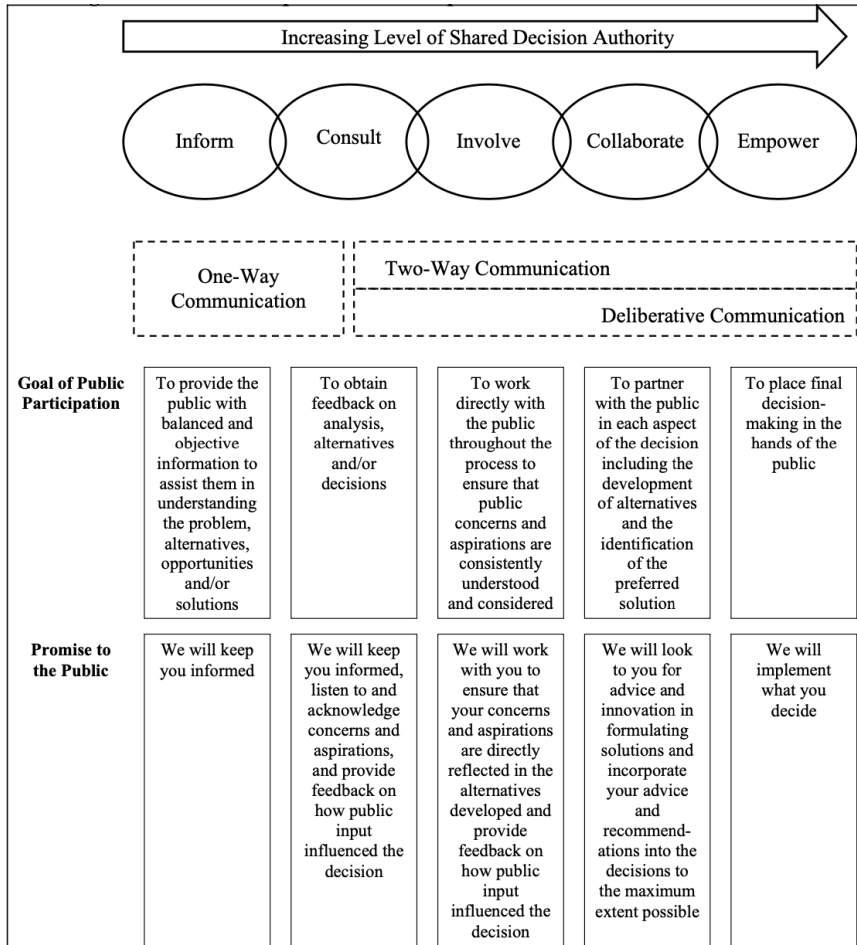 Increasing Level of Shared Decision Authority
Inform
Consult
Involve
Collaborate
Empower
One-Way
Communication
Two-Way Communication
Deliberative Communication
Goal of Public
Participation
To provide the
public with
balanced and
objective
information to
assist them in
understanding
the problem,
alternatives,
opportunities
and/or
solutions
To obtain
feedback on
analysis,
alternatives
and/or
decisions
To work
directly with
the public
throughout the
process to
ensure that
public
concerns and
aspirations are
consistently
understood
and considered
To partner
with the public
in each aspect
of the decision
including the
development
of alternatives
and the
identification
of the
preferred
solution
To place final
decision-
making in the
hands of the
public
Promise to
the Public
We will keep
you informed
We will keep
you informed,
listen to and
acknowledge
concerns and
aspirations,
and provide
feedback on
how public
input
influenced the
decision
We will work
with you to
ensure that
your concerns
and aspirations
are directly
reflected in the
alternatives
developed and
provide
feedback on
how public
input
influenced the
decision
We will look
to you for
advice and
innovation in
formulating
solutions and
incorporate
your advice
and
recommend-
ations into the
decisions to
the maximum
extent possible
We will
implement
what you
decide